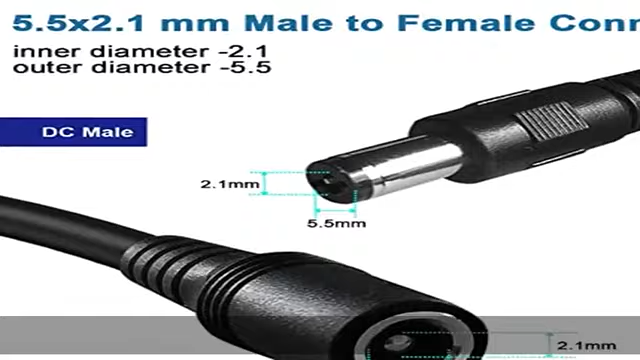 5.5x2.1 mm Male to Female Conn
inner diameter -2.1
outer diameter -5.5
DC Male
2.1mm
5.5mm
2.1mm